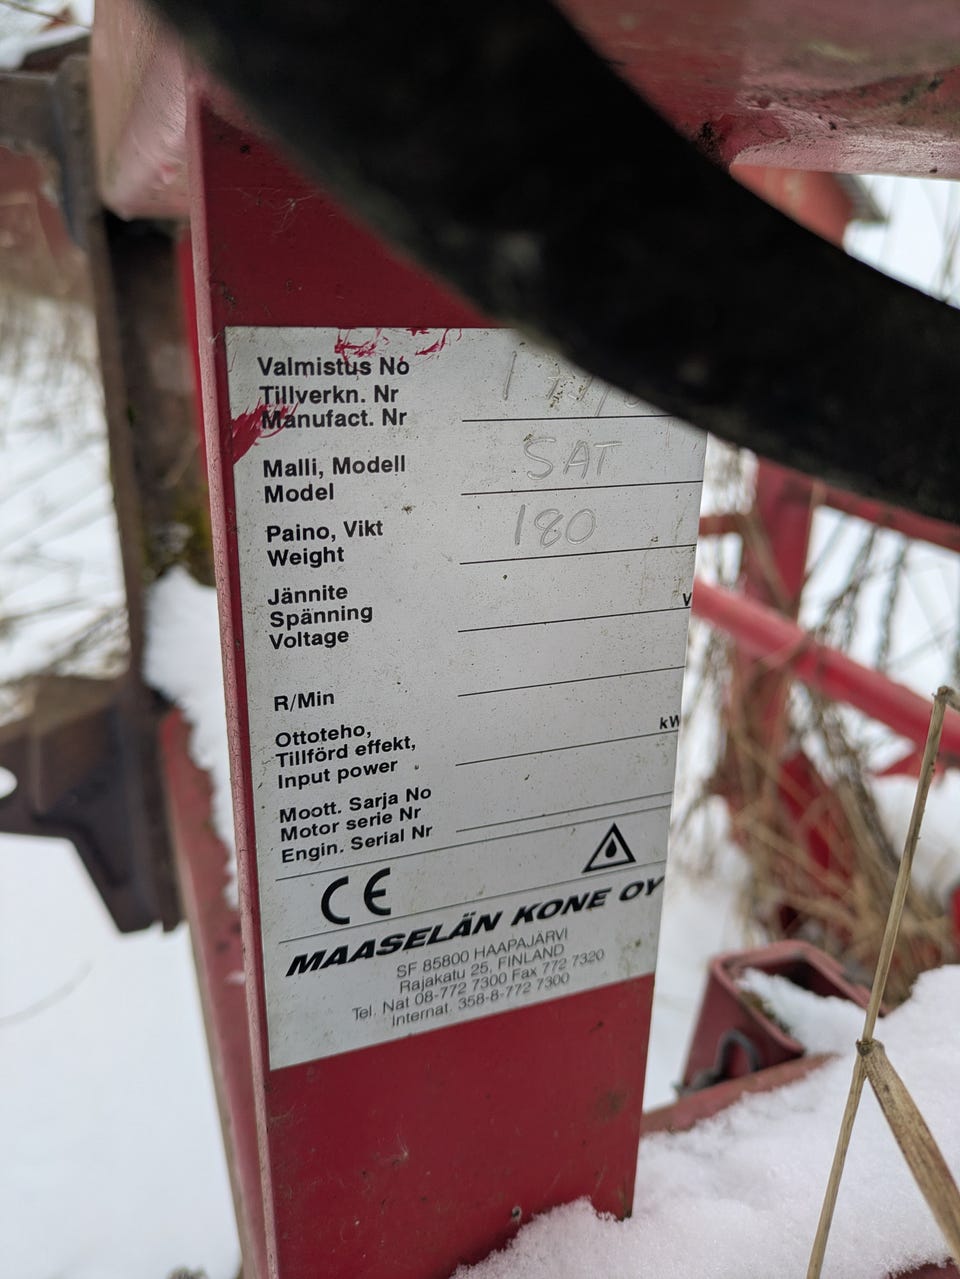 Valmistus No
Tillverkn. Nr
Manufact. Nr
Malli, Modell
Model
SAT
Paino, Vikt
Weight
180
Jännite
Spänning
Voltage
V
R/Min
Ottoteho,
Tillförd effekt,
Input power
kW
Moott. Sarja No
Motor serie Nr
Engin. Serial Nr
CE
MAASELÄN KONE OY
SF 85800 HAAPAJÄRVI
Rajakatu 25, FINLAND
Tel. Nat 08-772 7300 Fax 772 7320
Internat. 358-8-772 7300